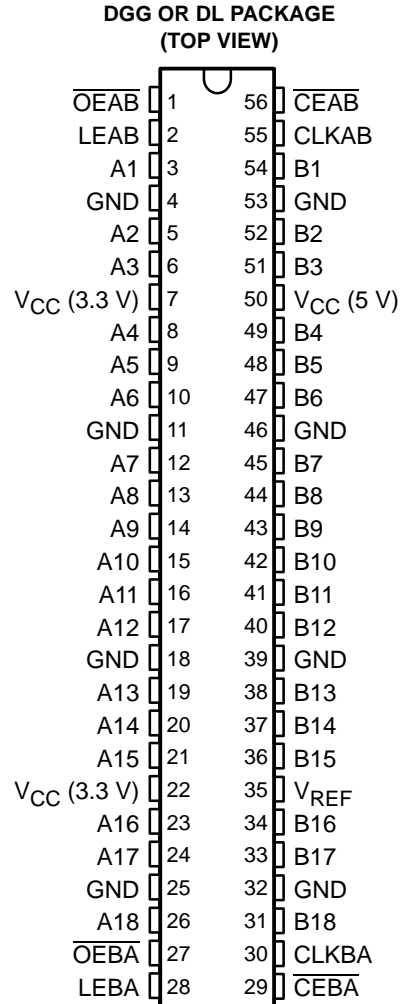 DGG OR DL PACKAGE
(TOP VIEW)
OEAB 1 56 CEAB
LEAB 2 55 CLKAB
A1 3 54 B1
GND 4 53 GND
A2 5 52 B2
A3 6 51 B3
VCC (3.3 V) 7 50 VCC (5 V)
A4 8 49 B4
A5 9 48 B5
A6 10 47 B6
GND 11 46 GND
A7 12 45 B7
A8 13 44 B8
A9 14 43 B9
A10 15 42 B10
A11 16 41 B11
A12 17 40 B12
GND 18 39 GND
A13 19 38 B13
A14 20 37 B14
A15 21 36 B15
VCC (3.3 V) 22 35 VREF
A16 23 34 B16
A17 24 33 B17
GND 25 32 GND
A18 26 31 B18
OEBA 27 30 CLKBA
LEBA 28 29 CEBA